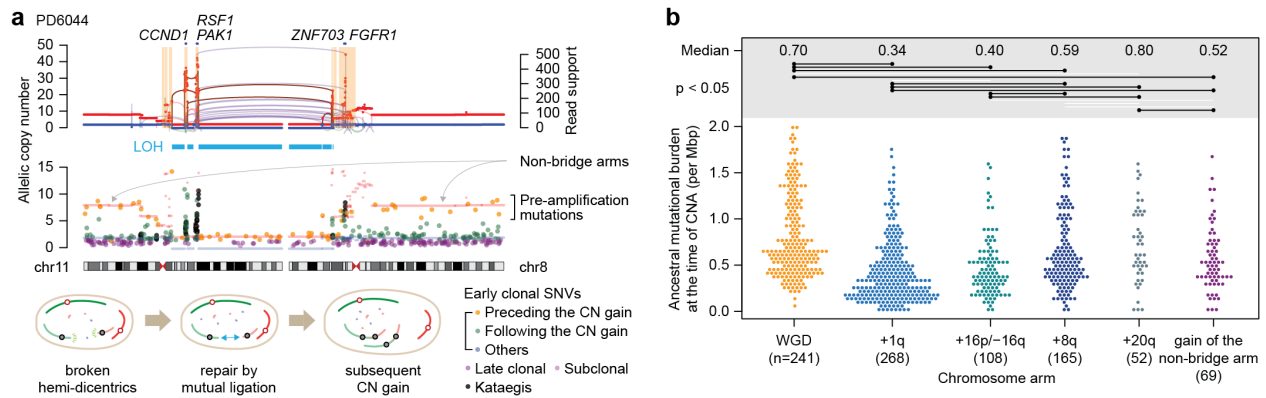 a
PD6044
RSF1
CCND1 PAK1
ZNF703 FGFR1
Allelic copy number
50
40
30
20
10
0
500
400
300
200
100
0
Read support
LOH
15
10
5
0
Non-bridge arms
Pre-amplification
mutations
chr11
chr8
broken
hemi-dicentrics
repair by
mutual ligation
subsequent
CN gain
Early clonal SNVs
Preceding the CN gain
Following the CN gain
Others
Late clonal
Subclonal
Kataegis
b
Median 0.70 0.34 0.40 0.59 0.80 0.52
p < 0.05
Ancestral mutational burden
at the time of CNA (per Mbp)
2.0
1.5
1.0
0.5
0.0
WGD
(n=241)
+1q
(268)
+16p/−16q
(108)
+8q
(165)
+20q
(52)
gain of the
non-bridge arm
(69)
Chromosome arm